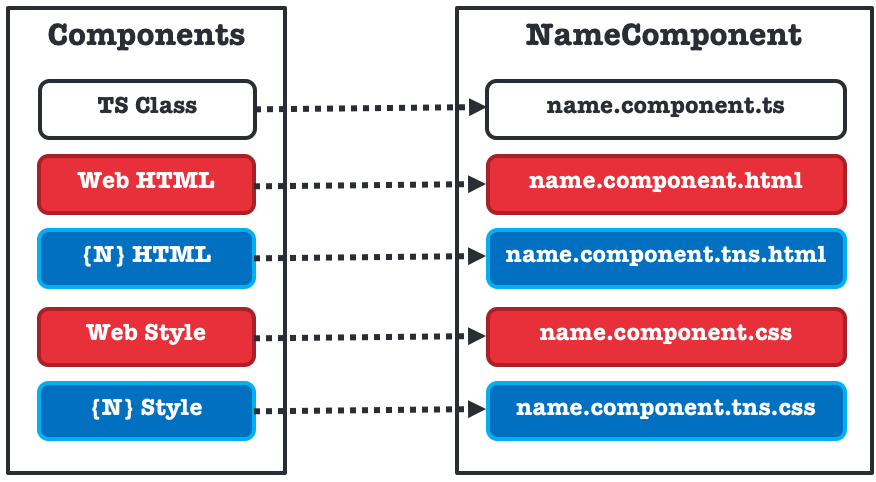 Components
TS Class
Web HTML
{N} HTML
Web Style
{N} Style
NameComponent
name.component.ts
name.component.html
name.component.tns.html
name.component.css
name.component.tns.css